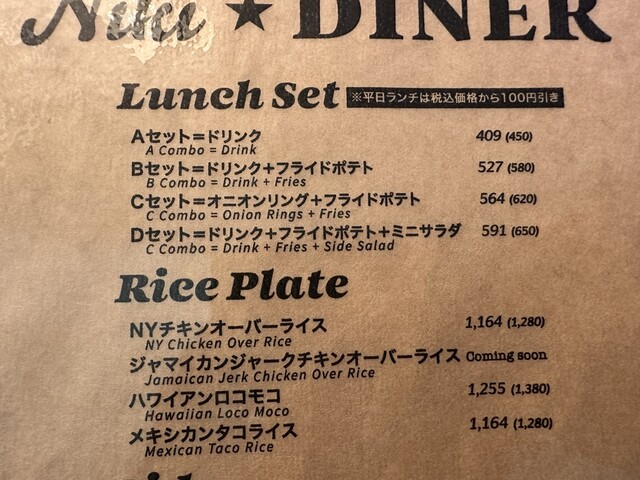 Niki ★ DINER
Lunch Set ※平日ランチは税込価格から100円引き
Aセット=ドリンク 409 (450)
A Combo = Drink
Bセット=ドリンク+フライドポテト 527 (580)
B Combo = Drink + Fries
Cセット=オニオンリング+フライドポテト 564 (620)
C Combo = Onion Rings + Fries
Dセット=ドリンク+フライドポテト+ミニサラダ 591 (650)
C Combo = Drink + Fries + Side Salad
Rice Plate
NYチキンオーバーライス 1,164 (1,280)
NY Chicken Over Rice
ジャマイカンジャークチキンオーバーライス Coming soon
Jamaican Jerk Chicken Over Rice
ハワイアンロコモコ 1,255 (1,380)
Hawaiian Loco Moco
メキシカンタコライス 1,164 (1,280)
Mexican Taco Rice